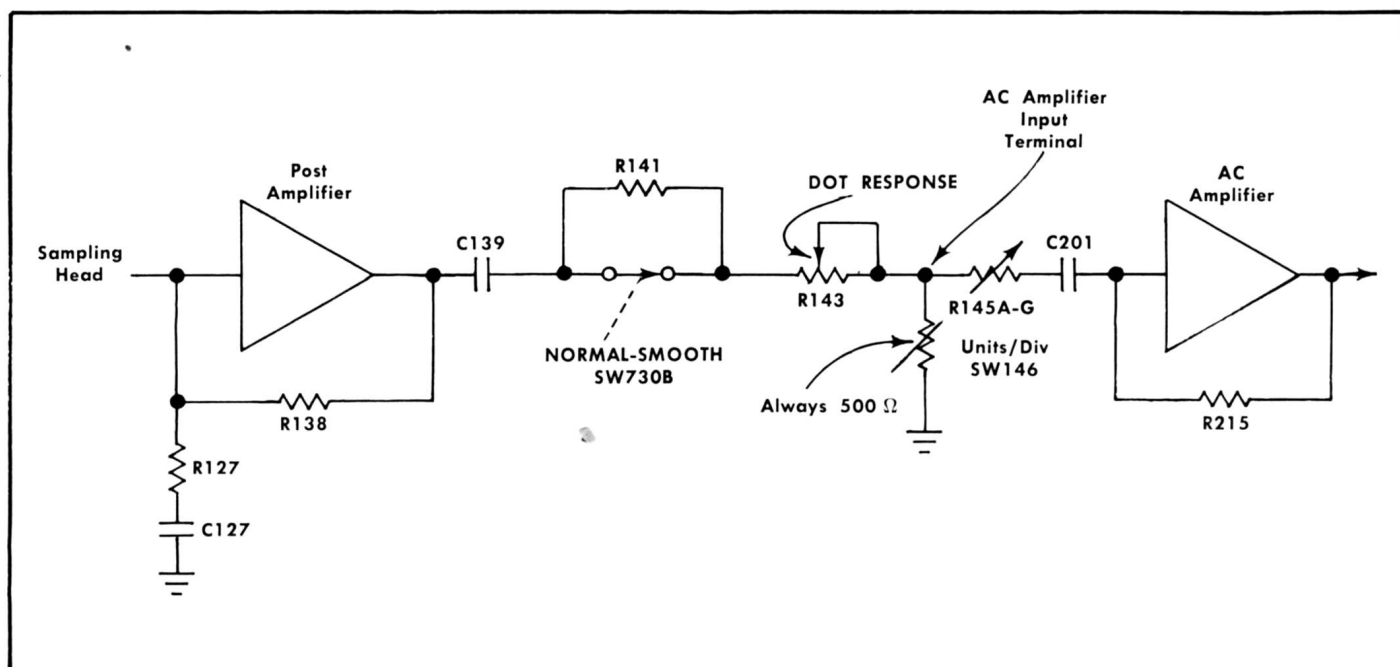 AC Amplifier
Input
Terminal
Post
Amplifier
R141
DOT RESPONSE
AC
Amplifier
Sampling
Head
C139
R143
R145A-G
C201
NORMAL-SMOOTH
SW730B
Units/Div
SW146
Always 500 Ω
R138
R215
R127
C127